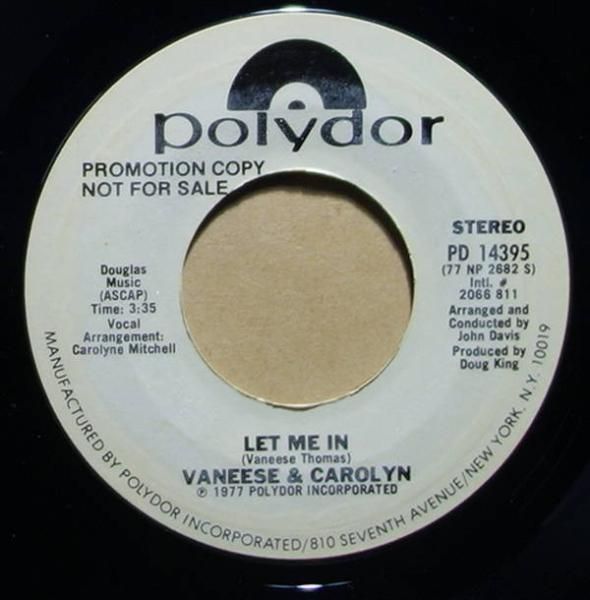 polydor
PROMOTION COPY
NOT FOR SALE
STEREO
PD 14395
(77 NP 2682 S)
Intl. #
2066 811
Arranged and
Conducted by
John Davis
Produced by
Doug King
Douglas
Music
(ASCAP)
Time: 3:35
Vocal
Arrangement:
Carolyne Mitchell
LET ME IN
(Vaneese Thomas)
VANEESE & CAROLYN
℗ 1977 POLYDOR INCORPORATED
MANUFACTURED BY POLYDOR INCORPORATED/810 SEVENTH AVENUE/NEW YORK. N.Y. 10019